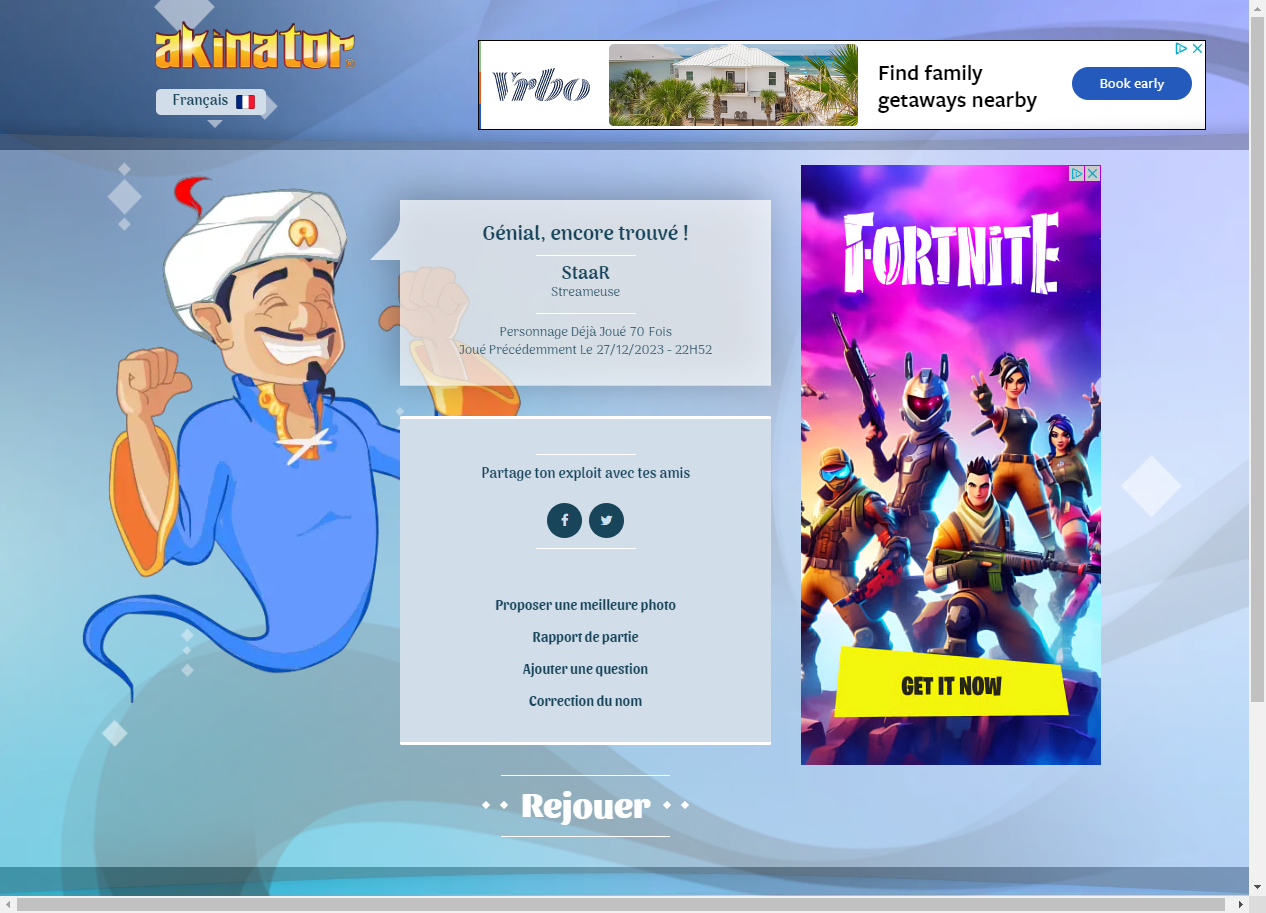 akinator
Français
Vrbo
Find family
getaways nearby
Book early
Génial, encore trouvé !
StaaR
Streameuse
Personnage Déjà Joué 70 Fois
Joué Précédemment Le 27/12/2023 - 22H52
Partage ton exploit avec tes amis
Proposer une meilleure photo
Rapport de partie
Ajouter une question
Correction du nom
Rejouer
FORTNITE
GET IT NOW